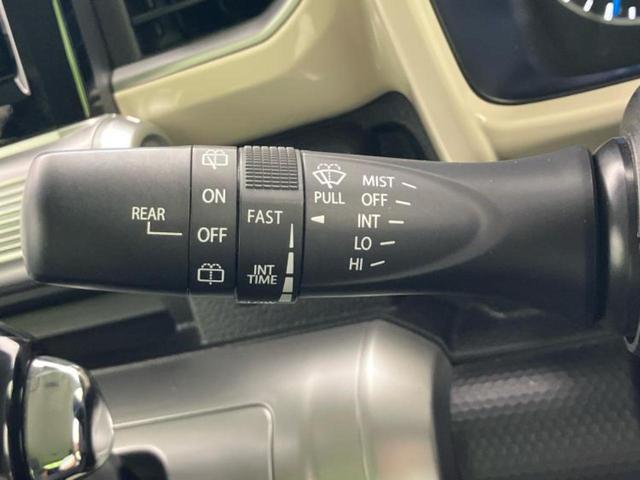 REAR
ON
OFF
FAST
INT
TIME
PULL
MIST
OFF
INT
LO
HI